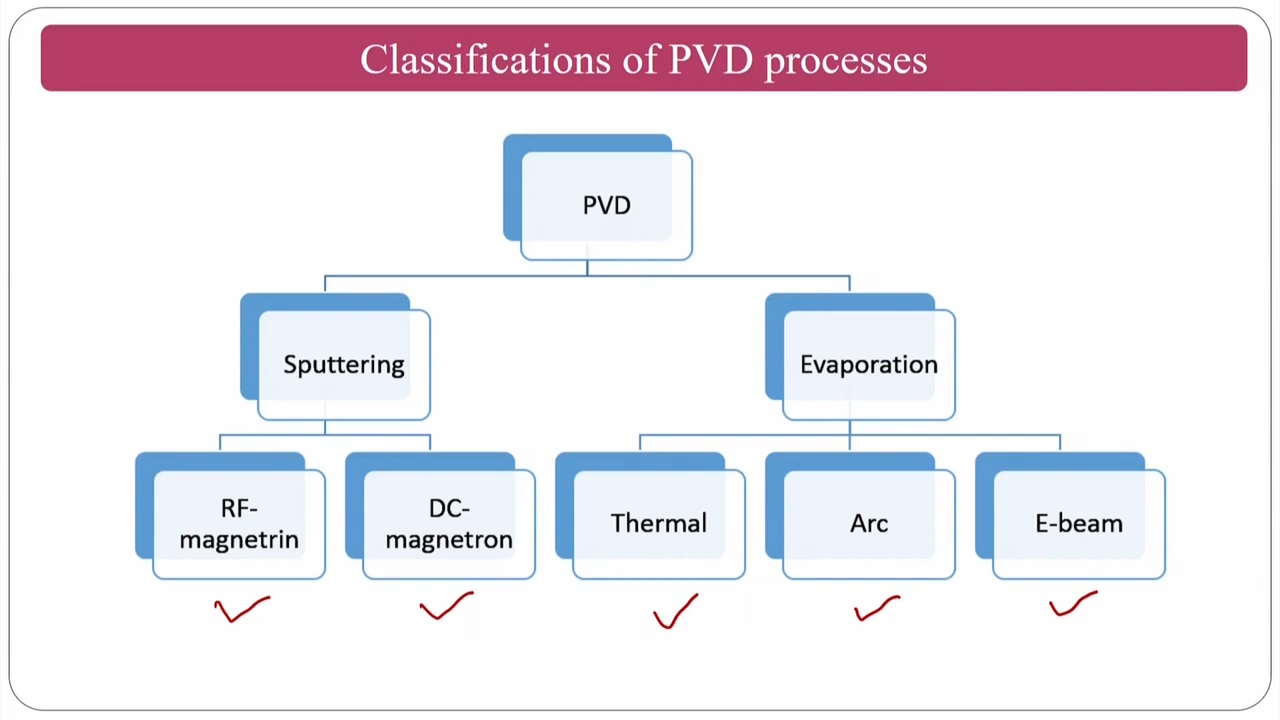 Classifications of PVD processes
PVD
Sputtering
Evaporation
RF-
magnetrin
DC-
magnetron
Thermal
Arc
E-beam